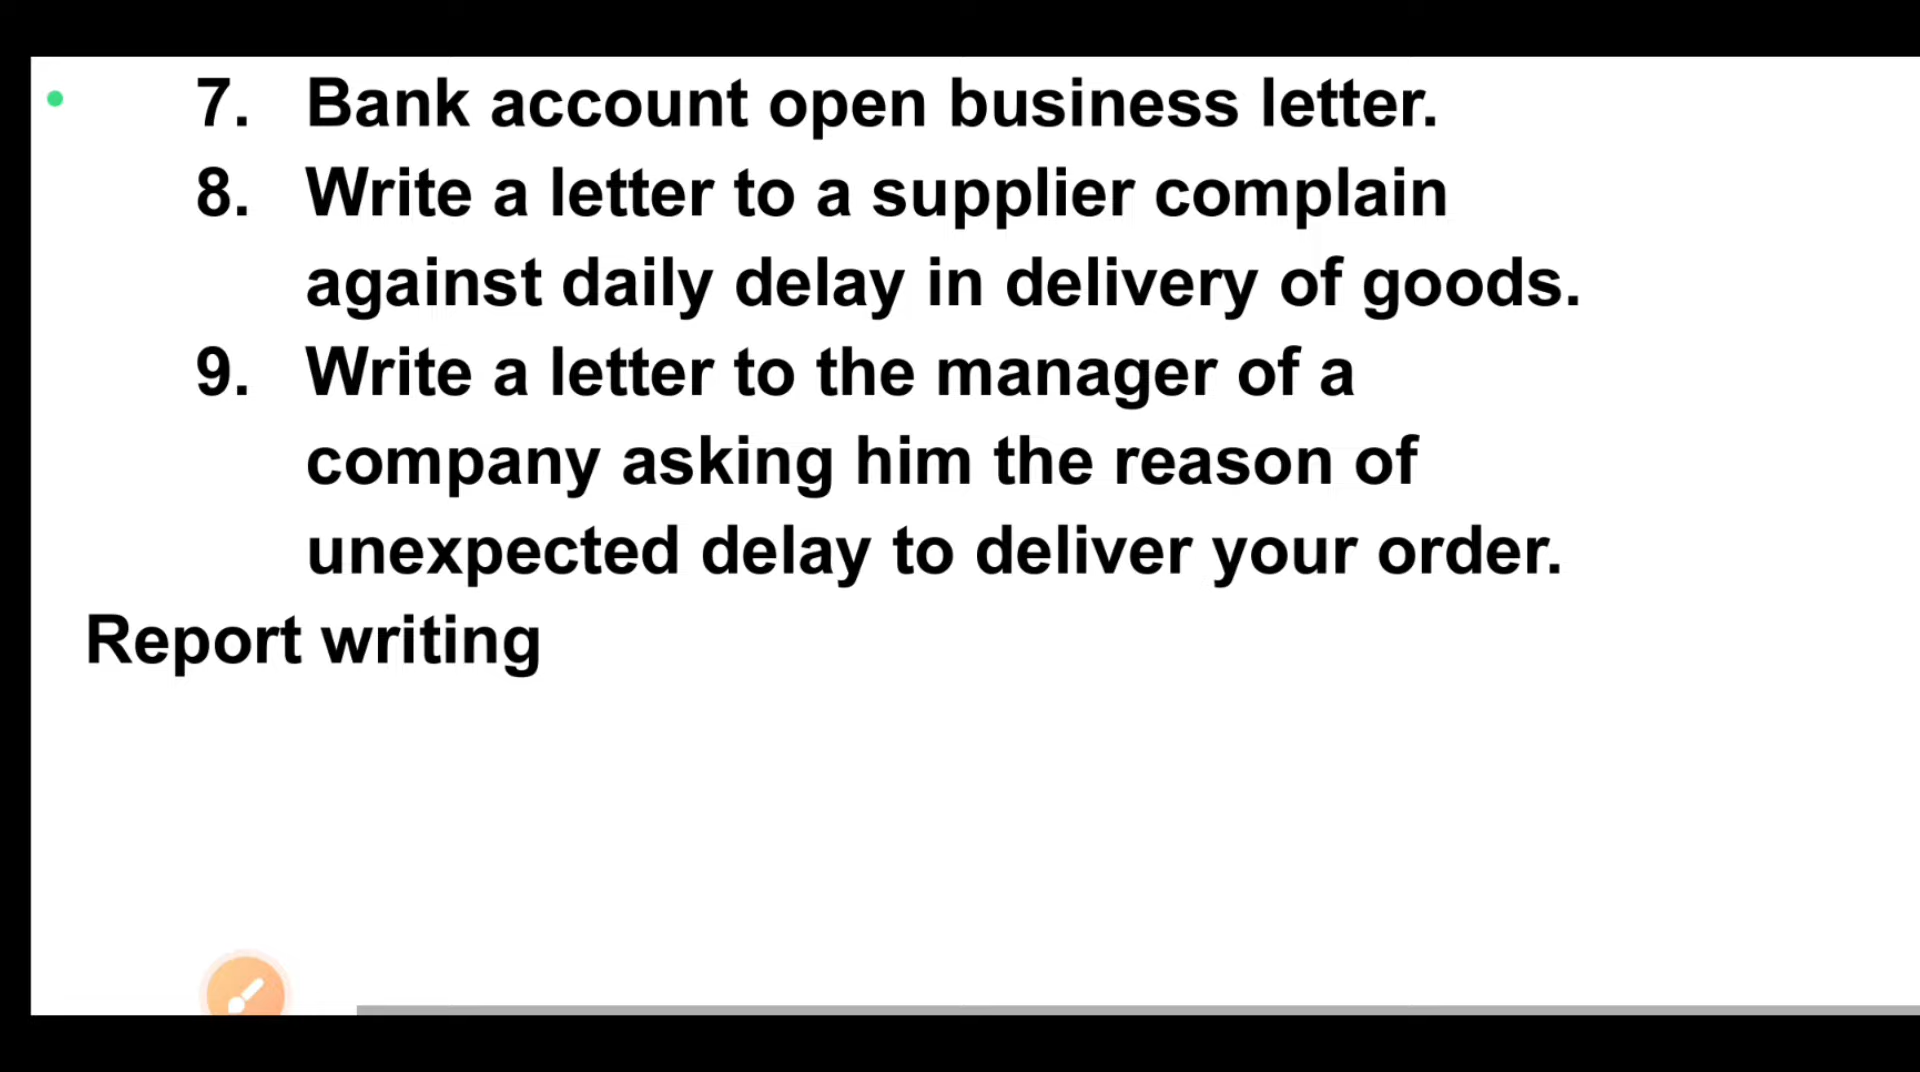 7. Bank account open business letter.
8. Write a letter to a supplier complain
against daily delay in delivery of goods.
9. Write a letter to the manager of a
company asking him the reason of
unexpected delay to deliver your order.
Report writing